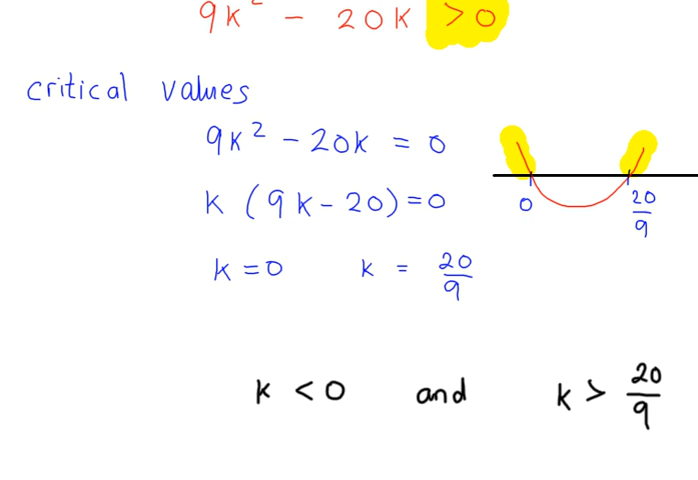 9k² - 20k > 0
critical values
9k² - 20k = 0
k (9k - 20) = 0
0 20/9
k = 0 k = 20/9
k < 0 and k > 20/9